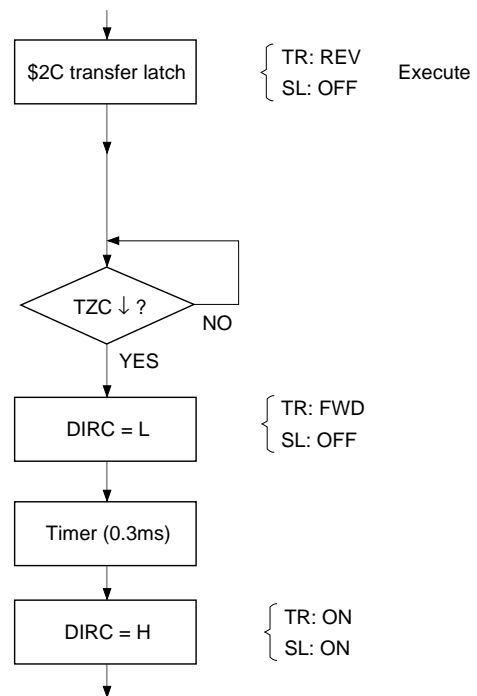 $2C transfer latch
TR: REV
SL: OFF
Execute
TZC ↓ ?
NO
YES
DIRC = L
TR: FWD
SL: OFF
Timer (0.3ms)
DIRC = H
TR: ON
SL: ON